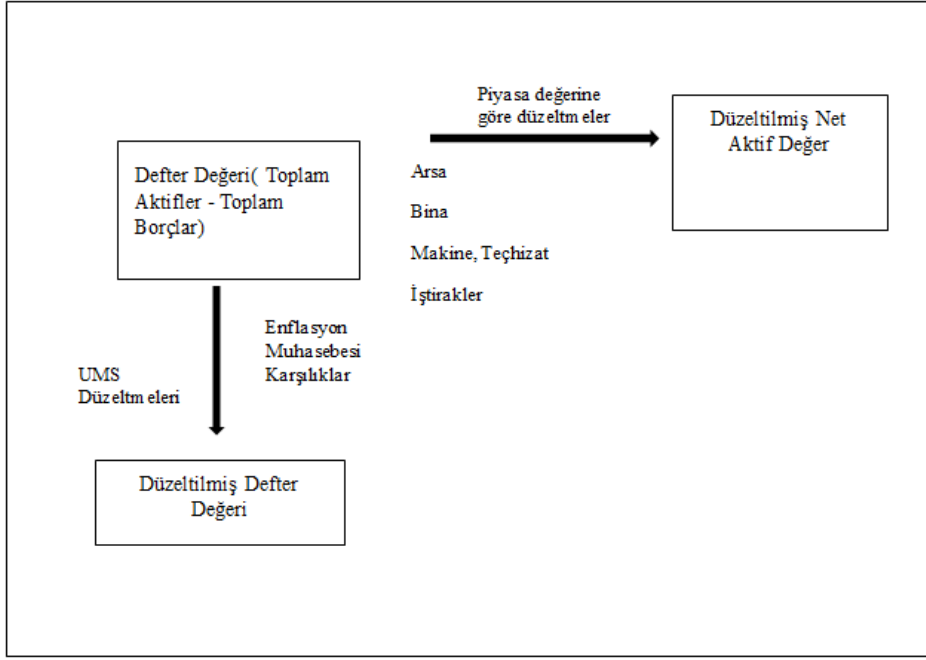 Piyasa değerine
göre düzeltmeler
Düzeltilmiş Net
Aktif Değer
Defter Değeri( Toplam
Aktifler - Toplam
Borçlar)
Arsa
Bina
Makine, Teçhizat
İştirakler
Enflasyon
Muhasebesi
Karşılıklar
UMS
Düzeltmeleri
Düzeltilmiş Defter
Değeri